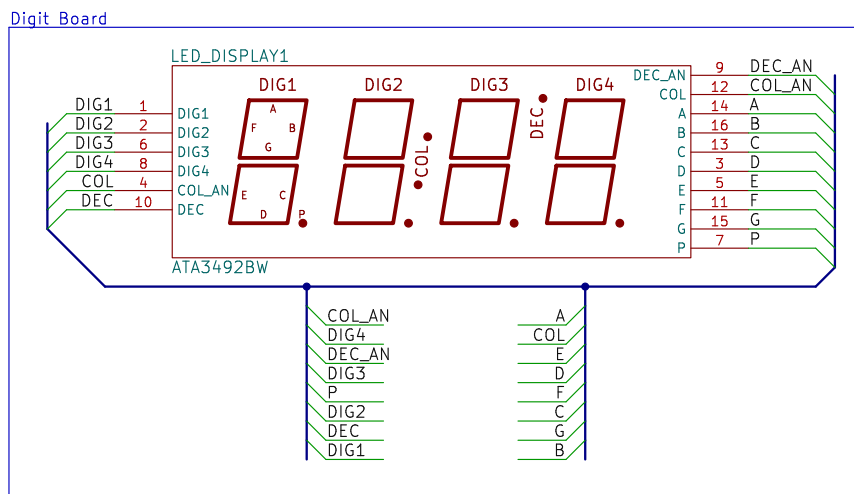 Digit Board
LED_DISPLAY1
DIG1 DIG2 DIG3 DIG4
DIG1 1 DIG1
DIG2 2 DIG2
DIG3 6 DIG3
DIG4 8 DIG4
COL 4 COL_AN
DEC 10 DEC
A
F B
G
E C
D P
COL
DEC
DEC_AN 9 DEC_AN
COL 12 COL_AN
A 14 A
B 16 B
C 13 C
D 3 D
E 5 E
F 11 F
G 15 G
P 7 P
ATA3492BW
COL_AN
DIG4
DEC_AN
DIG3
P
DIG2
DEC
DIG1
A
COL
E
D
F
C
G
B